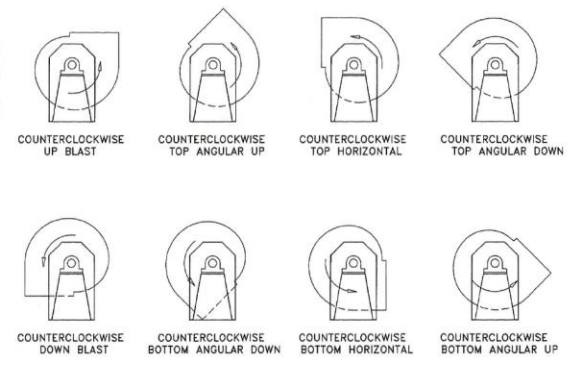 COUNTERCLOCKWISE
UP BLAST
COUNTERCLOCKWISE
TOP ANGULAR UP
COUNTERCLOCKWISE
TOP HORIZONTAL
COUNTERCLOCKWISE
TOP ANGULAR DOWN
COUNTERCLOCKWISE
DOWN BLAST
COUNTERCLOCKWISE
BOTTOM ANGULAR DOWN
COUNTERCLOCKWISE
BOTTOM HORIZONTAL
COUNTERCLOCKWISE
BOTTOM ANGULAR UP